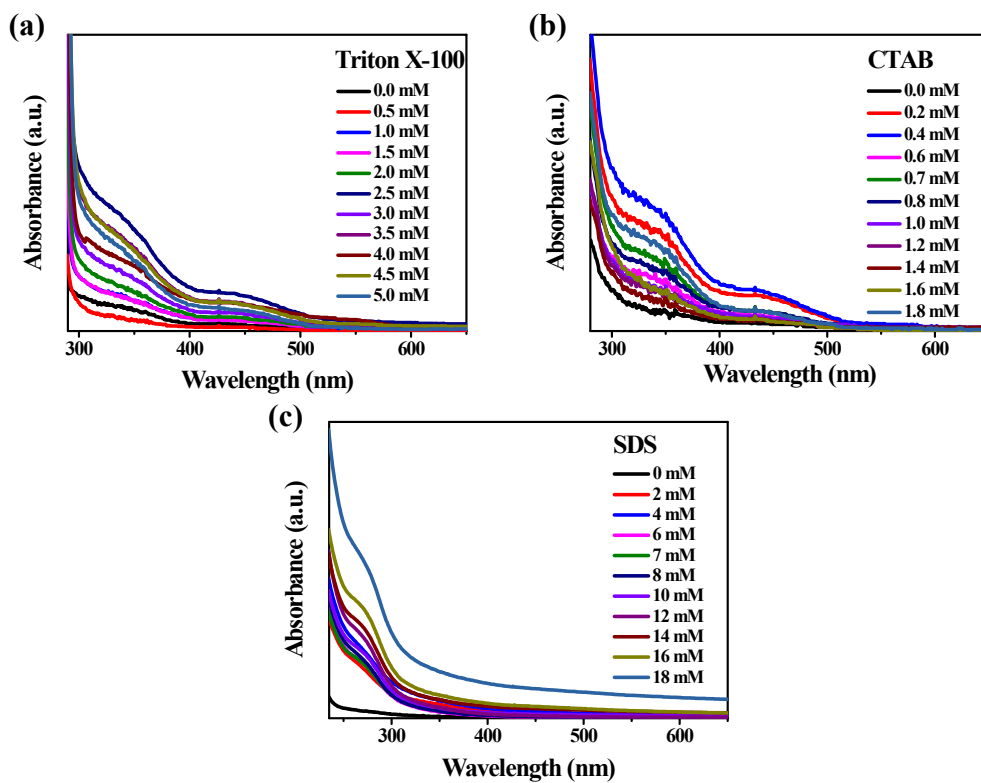 (a)
Triton X-100
0.0 mM
0.5 mM
1.0 mM
1.5 mM
2.0 mM
2.5 mM
3.0 mM
3.5 mM
4.0 mM
4.5 mM
5.0 mM
Absorbance (a.u.)
300 400 500 600
Wavelength (nm)
(b)
CTAB
0.0 mM
0.2 mM
0.4 mM
0.6 mM
0.7 mM
0.8 mM
1.0 mM
1.2 mM
1.4 mM
16 mM
1.8 mM
Absorbance (a.u.)
300 400 500 600
Wavelength (nm)
(c)
SDS
0 mM
2 mM
4 mM
6 mM
7 mM
8 mM
10 mM
12 mM
14 mM
16 mM
18 mM
Absorbance (a.u.)
300 400 500 600
Wavelength (nm)